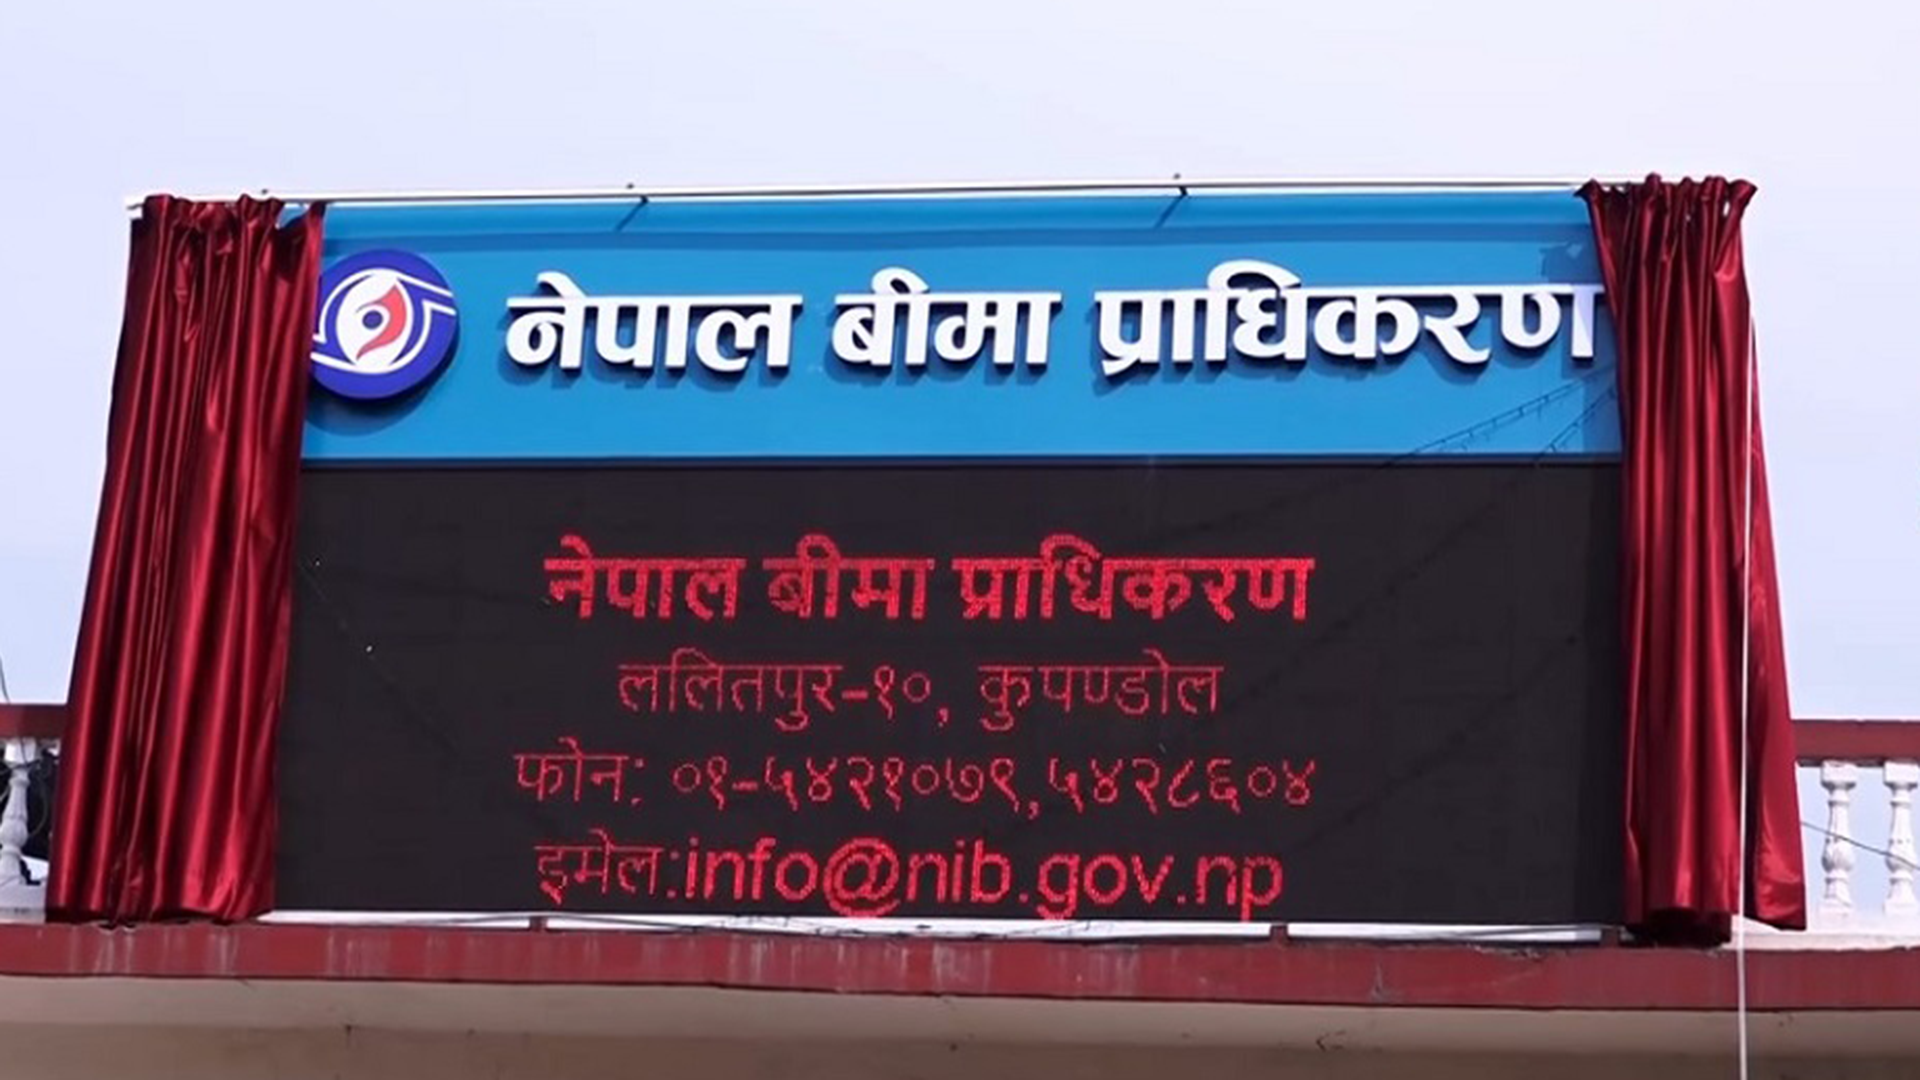 नेपाल बीमा प्राधिकरण
नेपाल बीमा प्राधिकरण
ललितपुर-१०, कुपण्डोल
फोन: ०१-५४२१०७९,५४२८६०४
इमेल:info@nib.gov.np